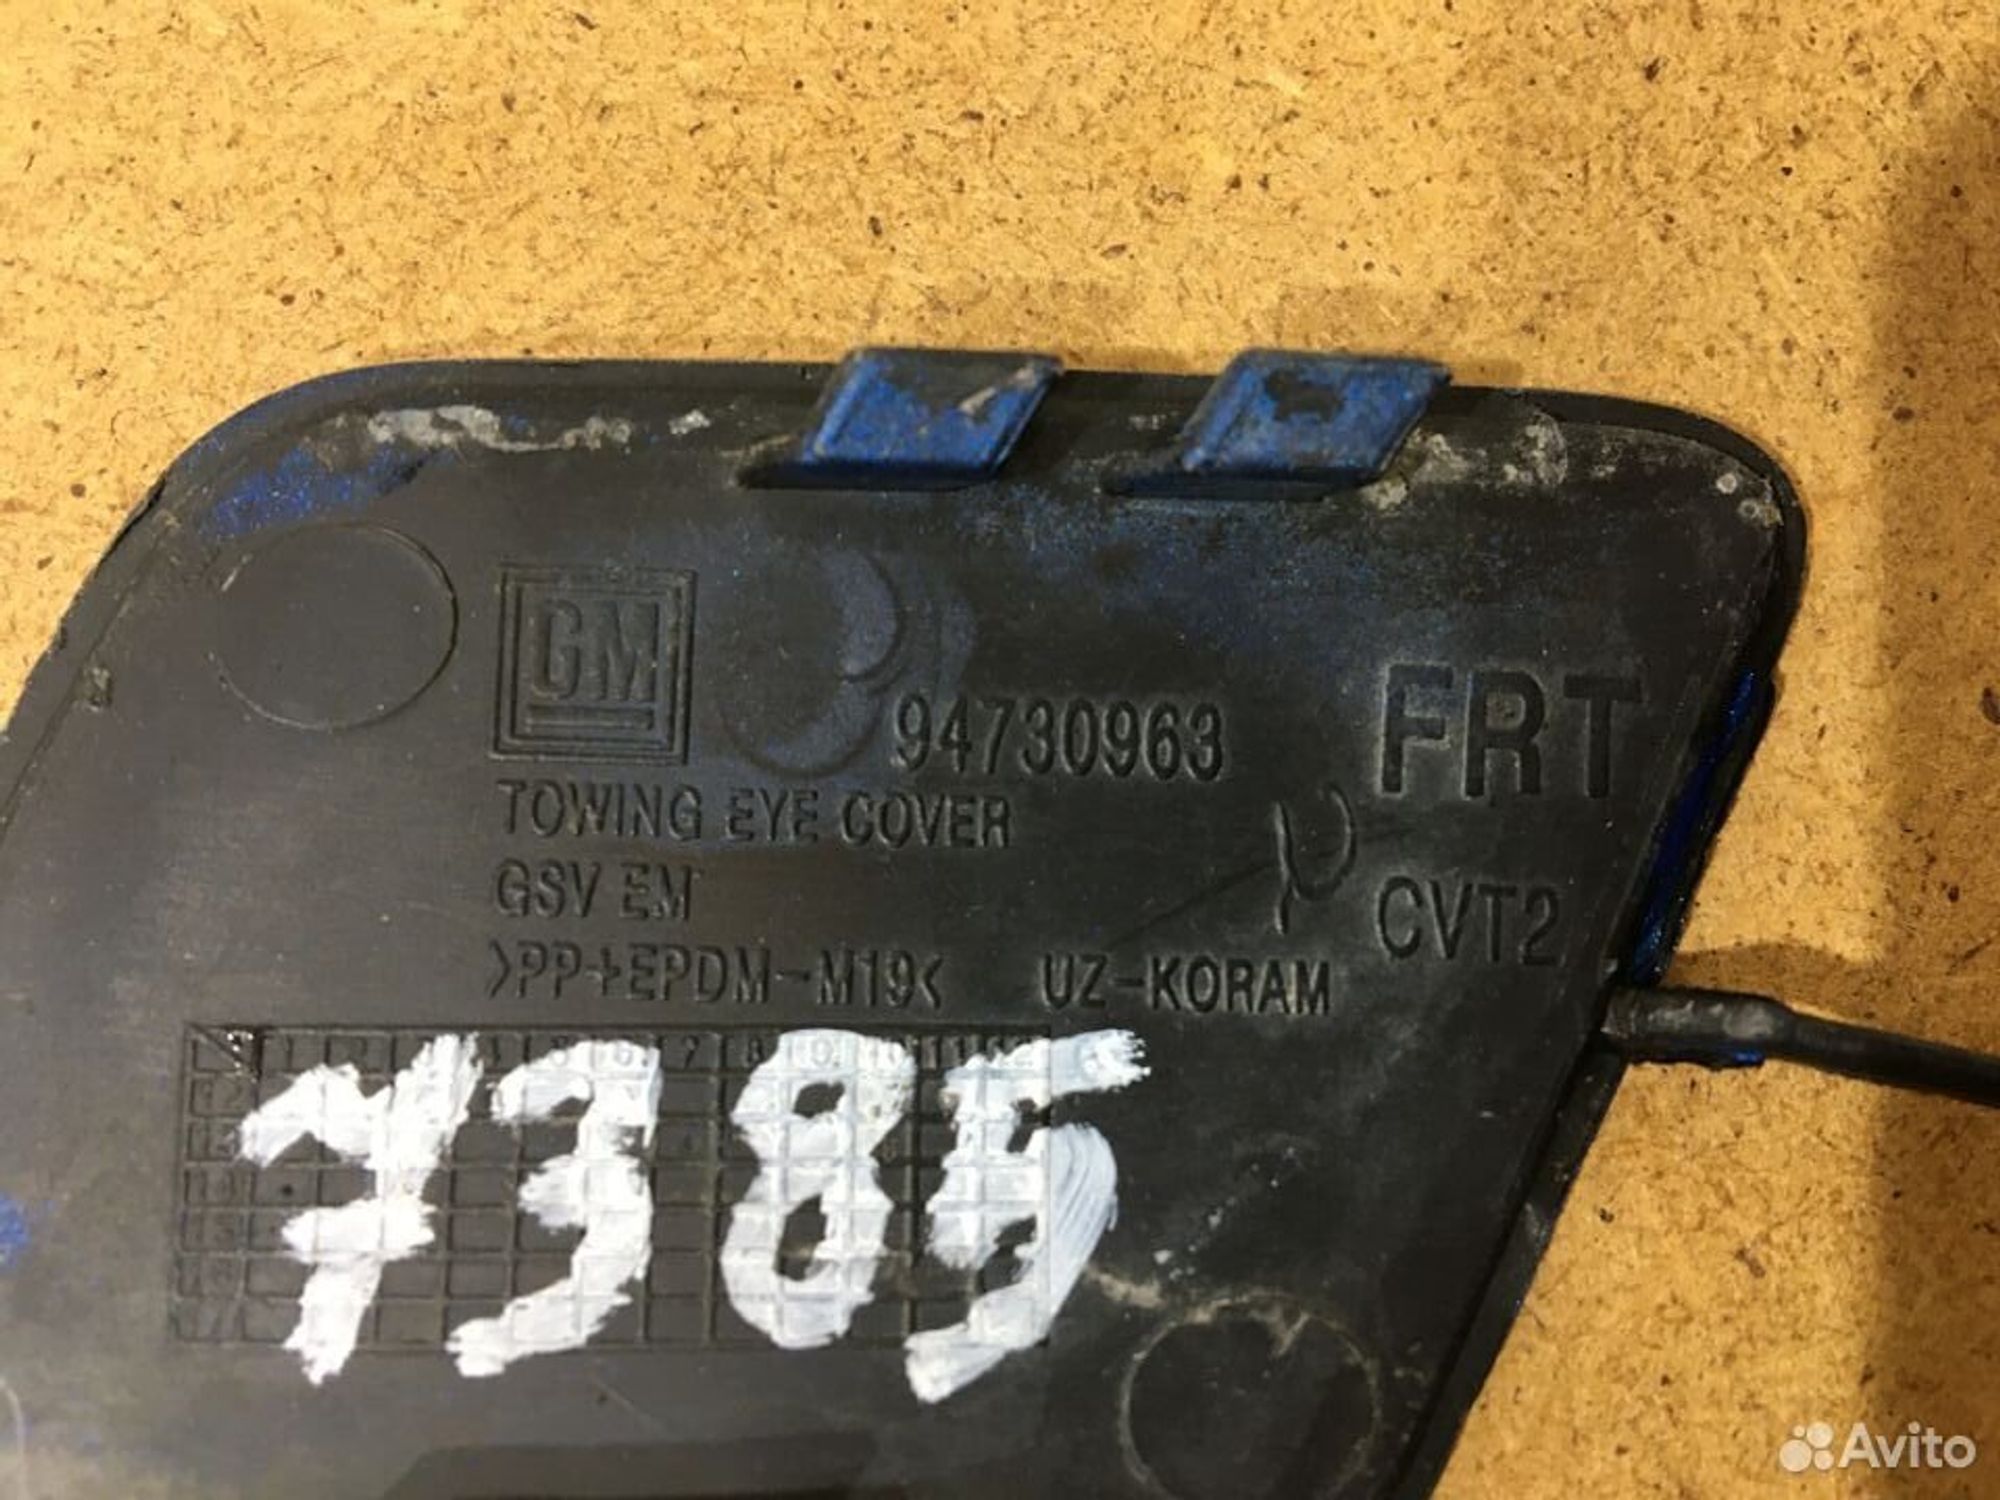 GM
94730963
FRT
TOWING EYE COVER
GSV EM
CVT2
>PP+EPDM-M19<
UZ-KORAM
7385
Avito